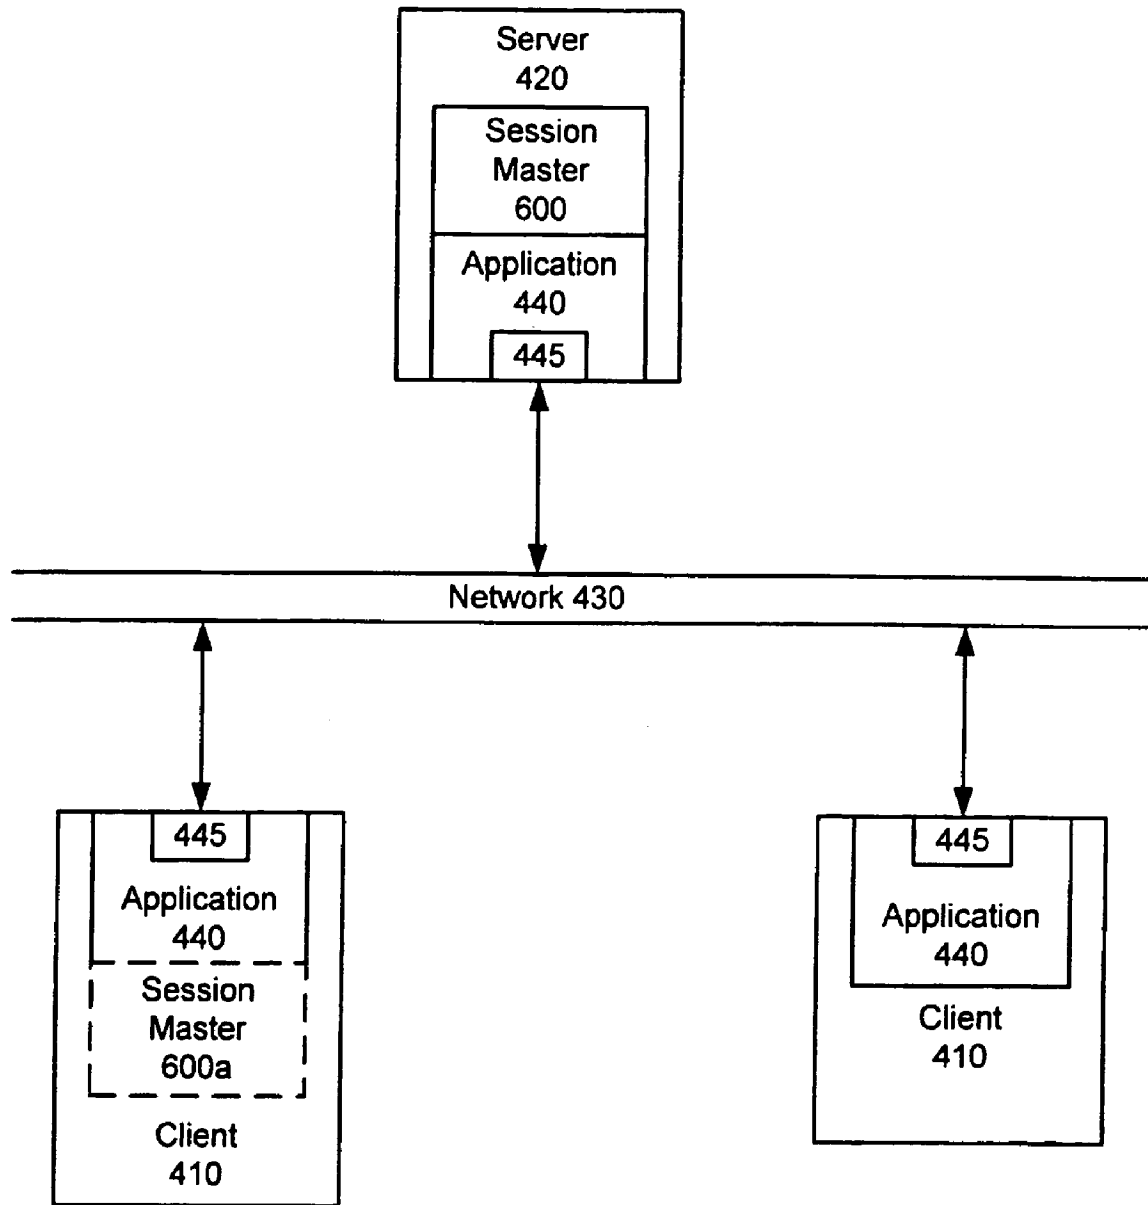 Server
420
Session
Master
600
Application
440
445
Network 430
445
Application
440
Session
Master
600a
Client
410
445
Application
440
Client
410